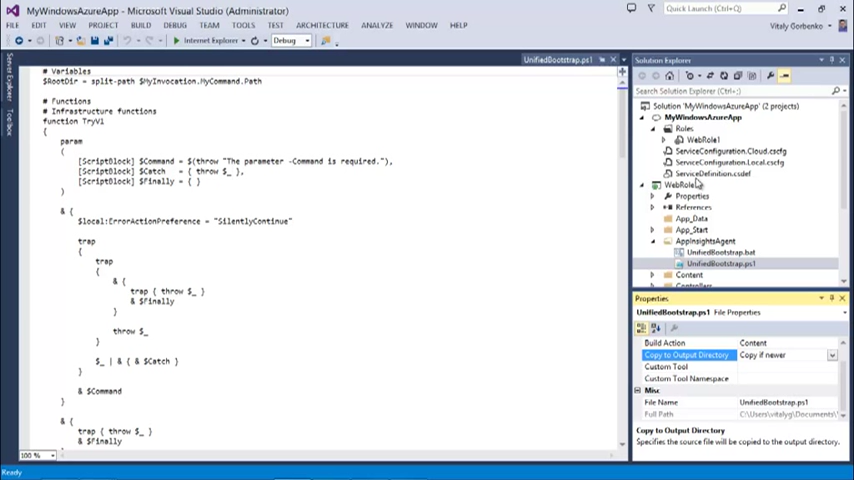 MyWindowsAzureApp - Microsoft Visual Studio (Administrator)
Quick Launch (Ctrl+Q)
FILE EDIT VIEW PROJECT BUILD DEBUG TEAM TOOLS TEST ARCHITECTURE ANALYZE WINDOW HELP
Vitaly Gorbenko
Internet Explorer Debug
Server Explorer
Toolbox
UnifiedBootstrap.ps1
# Variables
$RootDir = split-path $MyInvocation.MyCommand.Path
# Functions
# Infrastructure functions
function TryV1
{
param
(
[ScriptBlock] $Command = $(throw "The parameter -Command is required."),
[ScriptBlock] $Catch = { throw $_ },
[ScriptBlock] $Finally = { }
)
& {
$local:ErrorActionPreference = "SilentlyContinue"
trap
{
trap
{
& {
trap { throw $_ }
& $Finally
}
throw $_
}
$_ | & { & $Catch }
}
& $Command
}
& {
trap { throw $_ }
& $Finally
100 %
Solution Explorer
Search Solution Explorer (Ctrl+;)
Solution 'MyWindowsAzureApp' (2 projects)
MyWindowsAzureApp
Roles
WebRole1
ServiceConfiguration.Cloud.cscfg
ServiceConfiguration.Local.cscfg
ServiceDefinition.csdef
Properties
References
App_Data
App_Start
AppInsightsAgent
UnifiedBootstrap.bat
UnifiedBootstrap.ps1
Content
Controllers
Properties
UnifiedBootstrap.ps1 File Properties
Build Action Content
Copy to Output Directory Copy if newer
Custom Tool
Custom Tool Namespace
Misc
File Name UnifiedBootstrap.ps1
Full Path C:\Users\vitalyg\Documents\
Copy to Output Directory
Specifies the source file will be copied to the output directory.
Ready